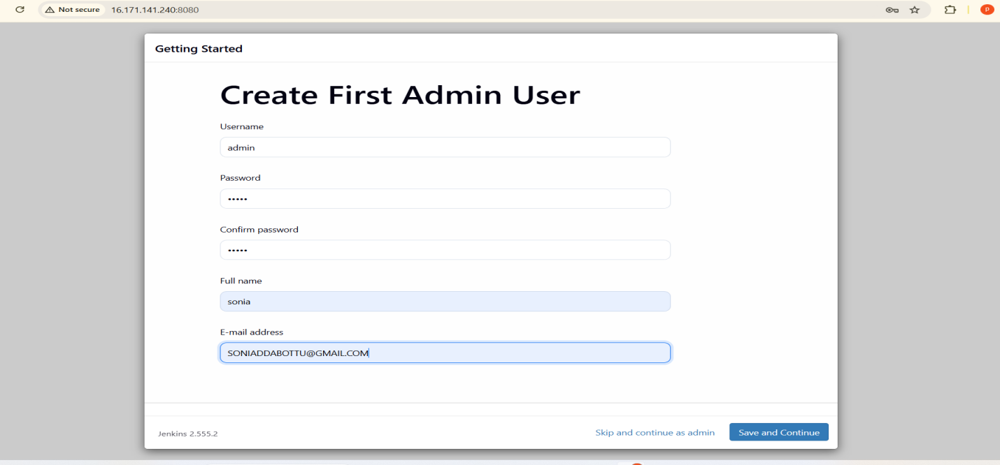 Not secure 16.171.141.240:8080
P
Getting Started
Create First Admin User
Username
admin
Password
•••••
Confirm password
•••••
Full name
sonia
E-mail address
SONIADDABOTTU@GMAIL.COM
Jenkins 2.555.2 Skip and continue as admin Save and Continue